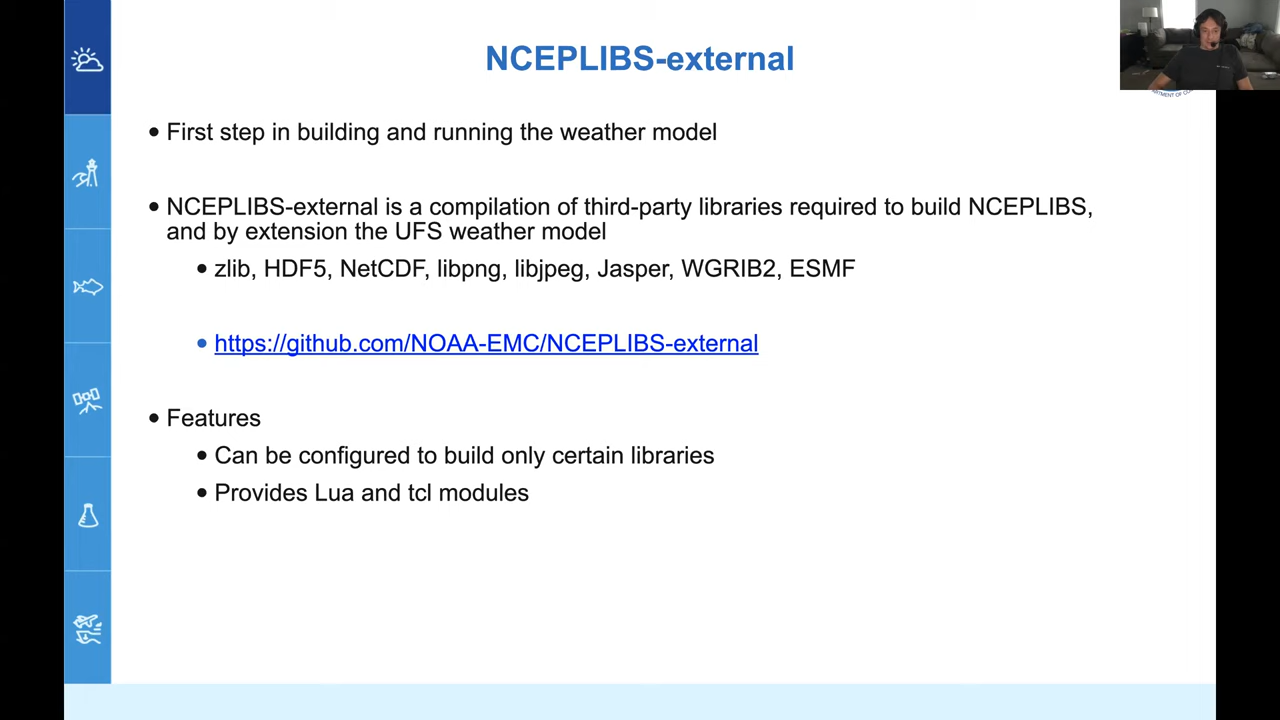 NCEPLIBS-external
• First step in building and running the weather model
• NCEPLIBS-external is a compilation of third-party libraries required to build NCEPLIBS,
and by extension the UFS weather model
• zlib, HDF5, NetCDF, libpng, libjpeg, Jasper, WGRIB2, ESMF
• https://github.com/NOAA-EMC/NCEPLIBS-external
• Features
• Can be configured to build only certain libraries
• Provides Lua and tcl modules